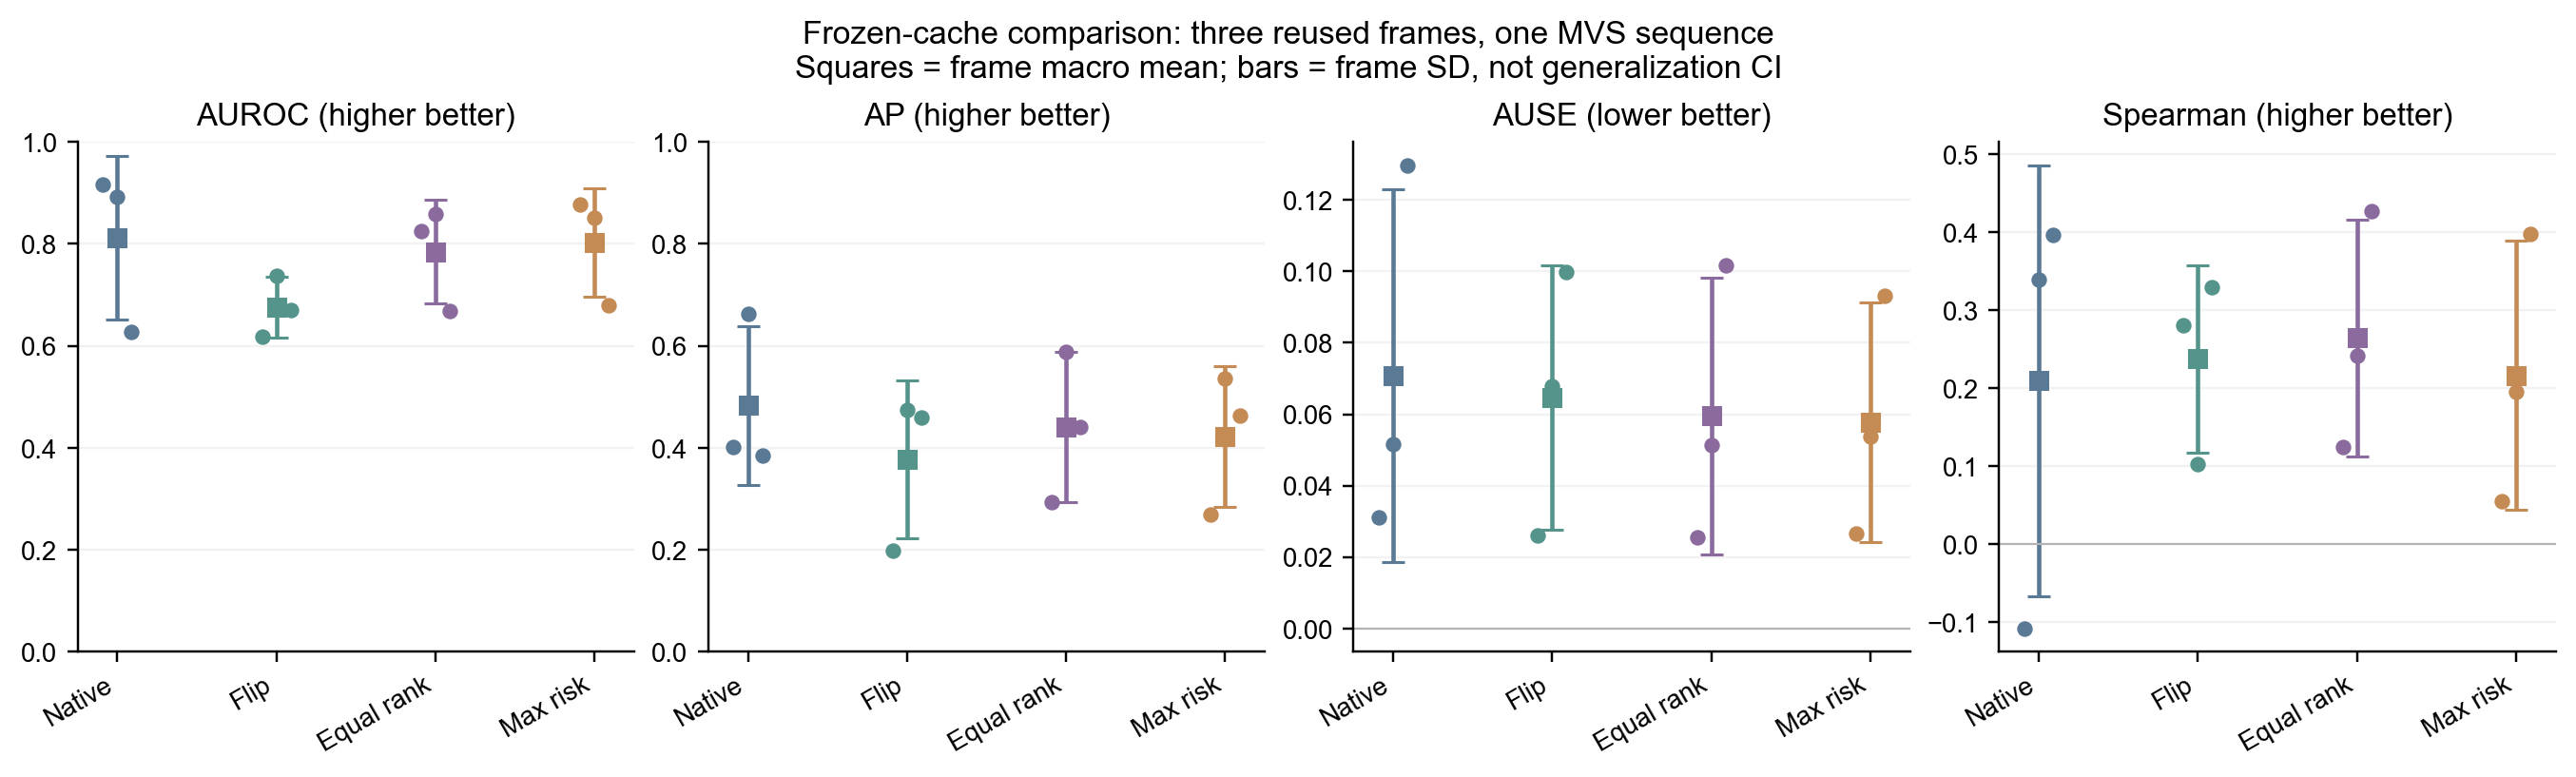 Frozen-cache comparison: three reused frames, one MVS sequence
Squares = frame macro mean; bars = frame SD, not generalization CI
AUROC (higher better)
1.0
0.8
0.6
0.4
0.2
0.0
Native
Flip
Equal rank
Max risk
AP (higher better)
1.0
0.8
0.6
0.4
0.2
0.0
Native
Flip
Equal rank
Max risk
AUSE (lower better)
0.12
0.10
0.08
0.06
0.04
0.02
0.00
Native
Flip
Equal rank
Max risk
Spearman (higher better)
0.5
0.4
0.3
0.2
0.1
0.0
−0.1
Native
Flip
Equal rank
Max risk